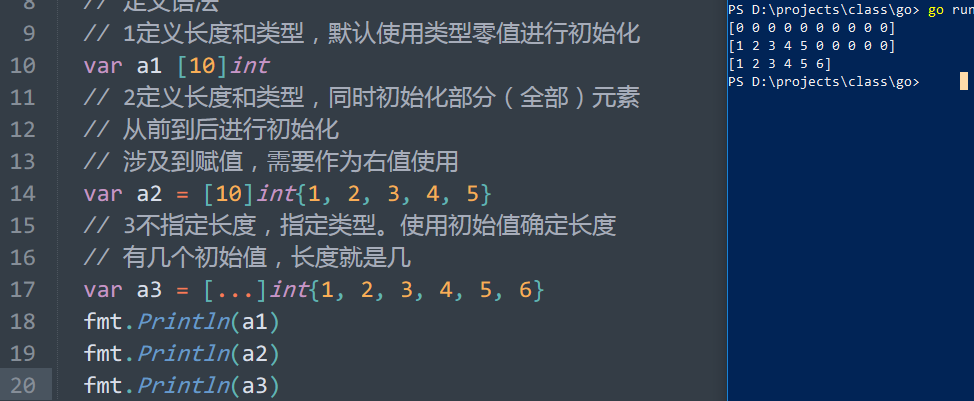 8 // 定义语法
9 // 1定义长度和类型，默认使用类型零值进行初始化
10 var a1 [10]int
11 // 2定义长度和类型，同时初始化部分（全部）元素
12 // 从前到后进行初始化
13 // 涉及到赋值，需要作为右值使用
14 var a2 = [10]int{1, 2, 3, 4, 5}
15 // 3不指定长度，指定类型。使用初始值确定长度
16 // 有几个初始值，长度就是几
17 var a3 = [...]int{1, 2, 3, 4, 5, 6}
18 fmt.Println(a1)
19 fmt.Println(a2)
20 fmt.Println(a3)
PS D:\projects\class\go> go run
[0 0 0 0 0 0 0 0 0 0]
[1 2 3 4 5 0 0 0 0 0]
[1 2 3 4 5 6]
PS D:\projects\class\go>